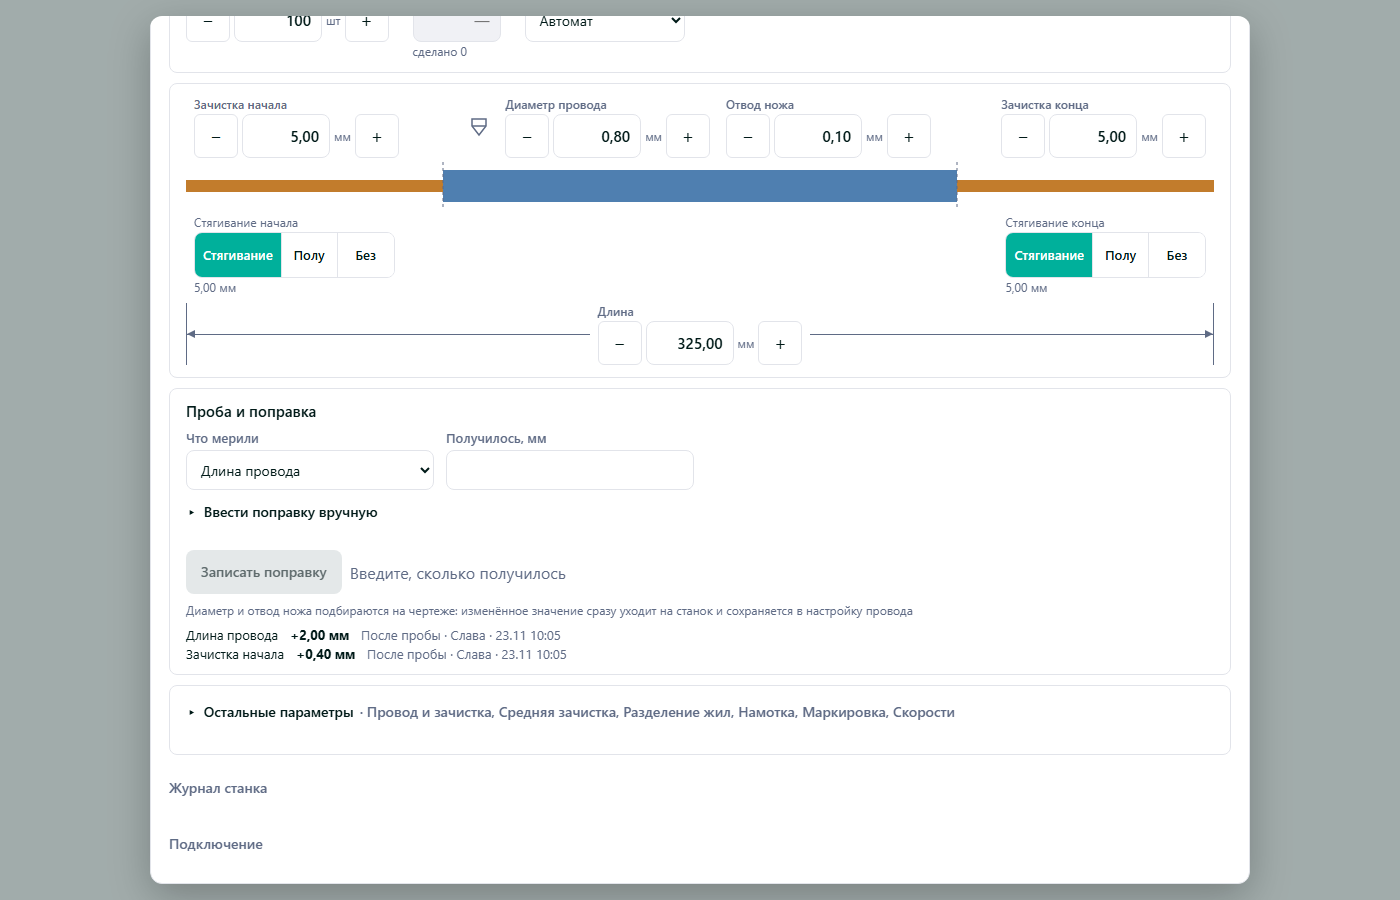 − 100 шт + — Автомат
сделано 0
Зачистка начала Диаметр провода Отвод ножа Зачистка конца
− 5,00 мм + − 0,80 мм + − 0,10 мм + − 5,00 мм +
Стягивание начала Стягивание конца
Стягивание Полу Без Стягивание Полу Без
5,00 мм 5,00 мм
Длина
− 325,00 мм +
Проба и поправка
Что мерили Получилось, мм
Длина провода
▸ Ввести поправку вручную
Записать поправку Введите, сколько получилось
Диаметр и отвод ножа подбираются на чертеже: изменённое значение сразу уходит на станок и сохраняется в настройку провода
Длина провода +2,00 мм После пробы · Слава · 23.11 10:05
Зачистка начала +0,40 мм После пробы · Слава · 23.11 10:05
▸ Остальные параметры · Провод и зачистка, Средняя зачистка, Разделение жил, Намотка, Маркировка, Скорости
Журнал станка
Подключение